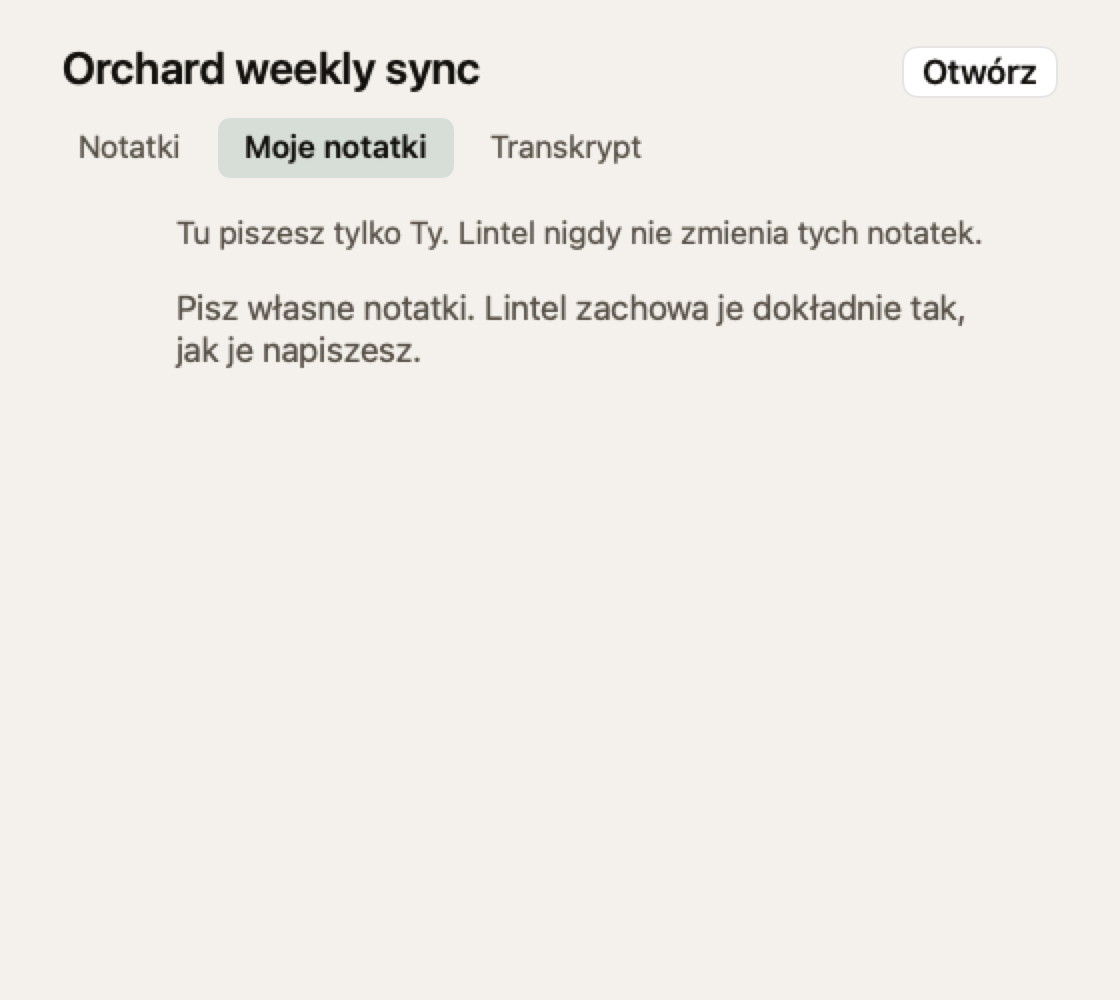 Orchard weekly sync
Otwórz
Notatki
Moje notatki
Transkrypt
Tu piszesz tylko Ty. Lintel nigdy nie zmienia tych notatek.
Pisz własne notatki. Lintel zachowa je dokładnie tak,
jak je napiszesz.